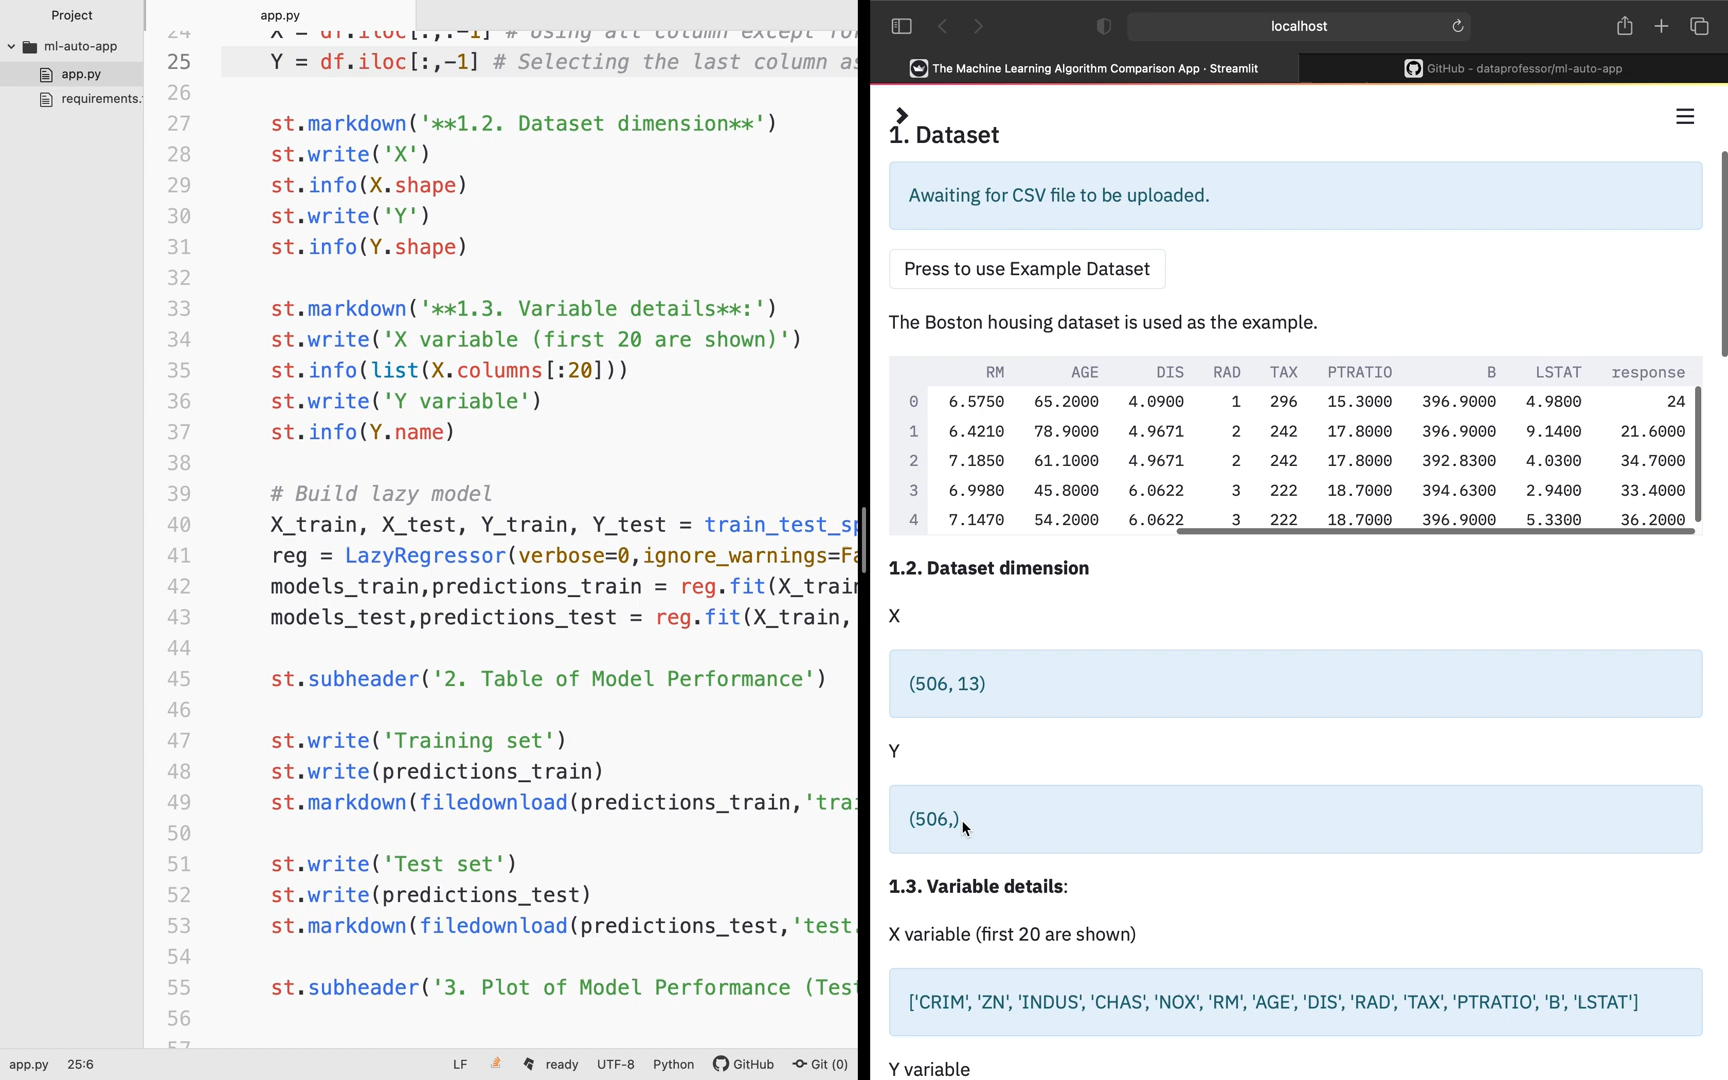 Project
ml-auto-app
app.py
requirements.
app.py
24 X = df.iloc[:,:-1] # Using all column except for
25 Y = df.iloc[:,-1] # Selecting the last column as
26
27 st.markdown('**1.2. Dataset dimension**')
28 st.write('X')
29 st.info(X.shape)
30 st.write('Y')
31 st.info(Y.shape)
32
33 st.markdown('**1.3. Variable details**:')
34 st.write('X variable (first 20 are shown)')
35 st.info(list(X.columns[:20]))
36 st.write('Y variable')
37 st.info(Y.name)
38
39 # Build lazy model
40 X_train, X_test, Y_train, Y_test = train_test_sp
41 reg = LazyRegressor(verbose=0,ignore_warnings=Fa
42 models_train,predictions_train = reg.fit(X_train
43 models_test,predictions_test = reg.fit(X_train,
44
45 st.subheader('2. Table of Model Performance')
46
47 st.write('Training set')
48 st.write(predictions_train)
49 st.markdown(filedownload(predictions_train,'trai
50
51 st.write('Test set')
52 st.write(predictions_test)
53 st.markdown(filedownload(predictions_test,'test.
54
55 st.subheader('3. Plot of Model Performance (Test
56
57
app.py 25:6 LF ready UTF-8 Python GitHub Git (0)
localhost
The Machine Learning Algorithm Comparison App · Streamlit
GitHub - dataprofessor/ml-auto-app
1. Dataset
Awaiting for CSV file to be uploaded.
Press to use Example Dataset
The Boston housing dataset is used as the example.
RM AGE DIS RAD TAX PTRATIO B LSTAT response
0 6.5750 65.2000 4.0900 1 296 15.3000 396.9000 4.9800 24
1 6.4210 78.9000 4.9671 2 242 17.8000 396.9000 9.1400 21.6000
2 7.1850 61.1000 4.9671 2 242 17.8000 392.8300 4.0300 34.7000
3 6.9980 45.8000 6.0622 3 222 18.7000 394.6300 2.9400 33.4000
4 7.1470 54.2000 6.0622 3 222 18.7000 396.9000 5.3300 36.2000
1.2. Dataset dimension
X
(506, 13)
Y
(506,)
1.3. Variable details:
X variable (first 20 are shown)
['CRIM', 'ZN', 'INDUS', 'CHAS', 'NOX', 'RM', 'AGE', 'DIS', 'RAD', 'TAX', 'PTRATIO', 'B', 'LSTAT']
Y variable